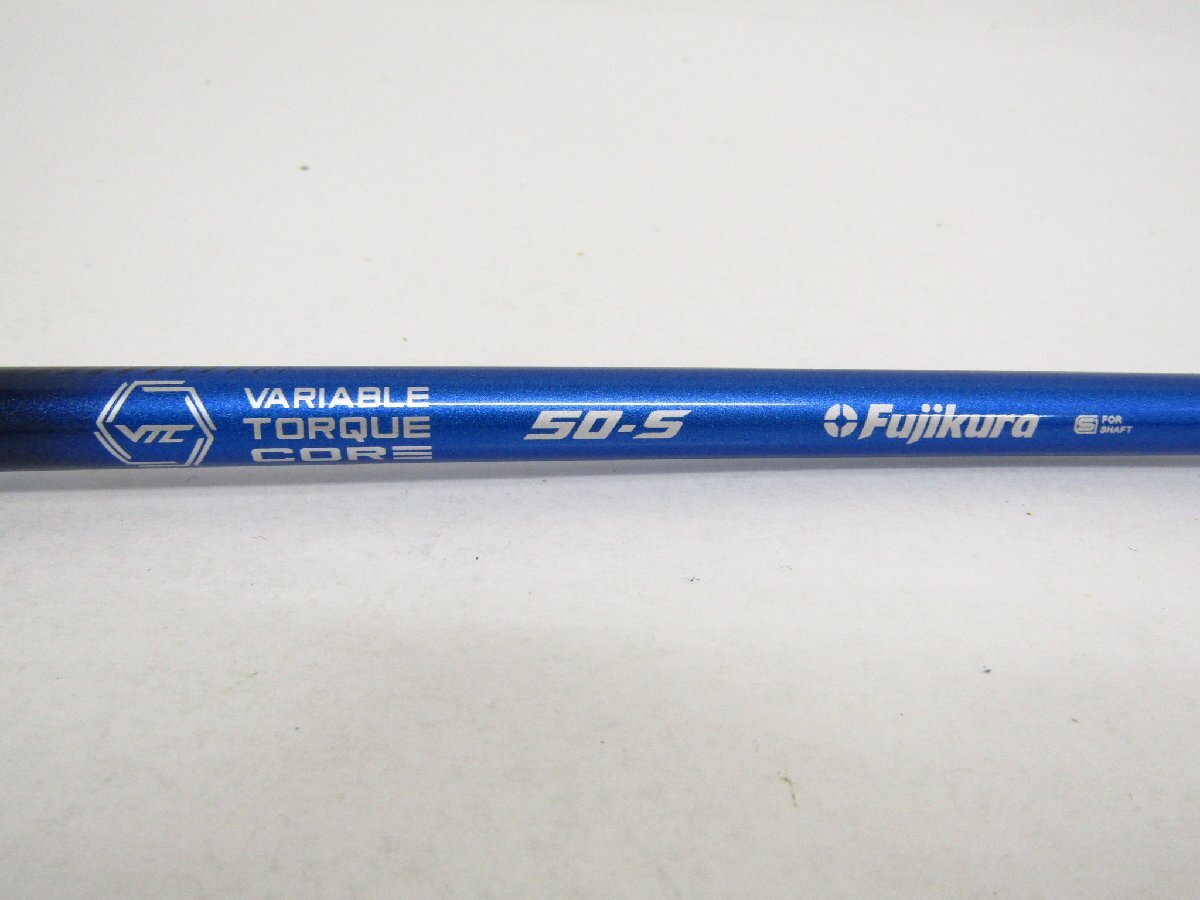 VTC
VARIABLE
TORQUE
CORE
50-S
Fujikura
S FOR
SHAFT